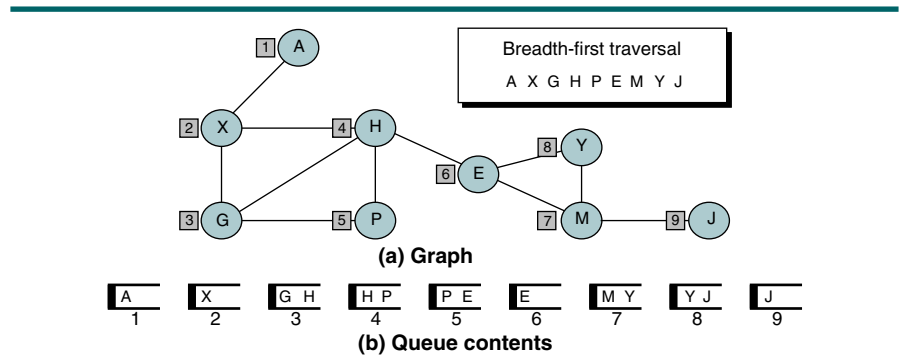 1 A
Breadth-first traversal
A X G H P E M Y J
2 X
4 H
8 Y
6 E
3 G
5 P
7 M
9 J
(a) Graph
A
X
G H
H P
P E
E
M Y
Y J
J
1 2 3 4 5 6 7 8 9
(b) Queue contents